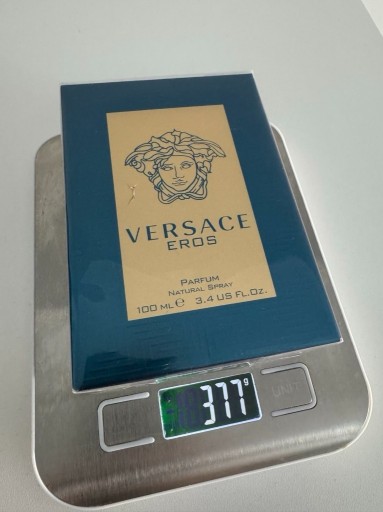 VERSACE
EROS
PARFUM
NATURAL SPRAY
100 ML℮ 3.4 US FL.OZ.
377g